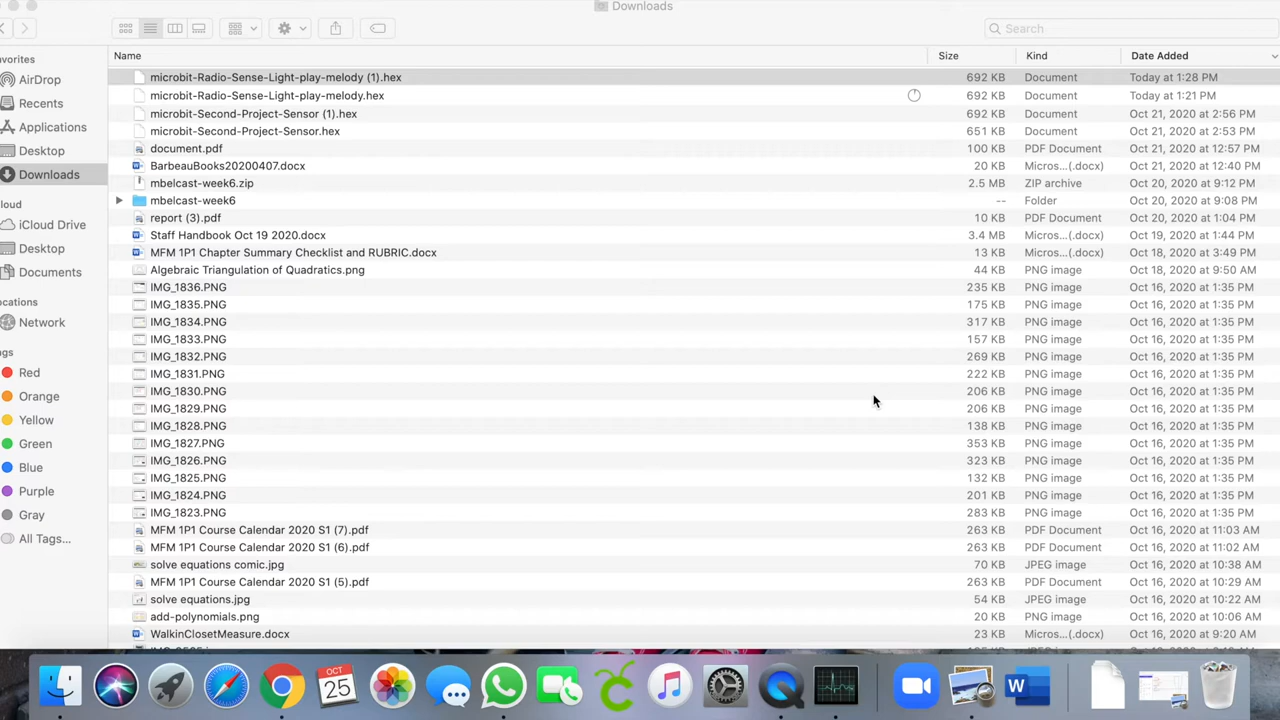 Downloads
Search
Name Size Kind Date Added
avorites
AirDrop
Recents
Applications
Desktop
Downloads
loud
iCloud Drive
Desktop
Documents
ocations
Network
gs
Red
Orange
Yellow
Green
Blue
Purple
Gray
All Tags...
microbit-Radio-Sense-Light-play-melody (1).hex 692 KB Document Today at 1:28 PM
microbit-Radio-Sense-Light-play-melody.hex 692 KB Document Today at 1:21 PM
microbit-Second-Project-Sensor (1).hex 692 KB Document Oct 21, 2020 at 2:56 PM
microbit-Second-Project-Sensor.hex 651 KB Document Oct 21, 2020 at 2:53 PM
document.pdf 100 KB PDF Document Oct 21, 2020 at 12:57 PM
BarbeauBooks20200407.docx 20 KB Micros...(.docx) Oct 21, 2020 at 12:40 PM
mbelcast-week6.zip 2.5 MB ZIP archive Oct 20, 2020 at 9:12 PM
mbelcast-week6 -- Folder Oct 20, 2020 at 9:08 PM
report (3).pdf 10 KB PDF Document Oct 20, 2020 at 1:04 PM
Staff Handbook Oct 19 2020.docx 3.4 MB Micros...(.docx) Oct 19, 2020 at 1:44 PM
MFM 1P1 Chapter Summary Checklist and RUBRIC.docx 13 KB Micros...(.docx) Oct 18, 2020 at 3:49 PM
Algebraic Triangulation of Quadratics.png 44 KB PNG image Oct 18, 2020 at 9:50 AM
IMG_1836.PNG 235 KB PNG image Oct 16, 2020 at 1:35 PM
IMG_1835.PNG 175 KB PNG image Oct 16, 2020 at 1:35 PM
IMG_1834.PNG 317 KB PNG image Oct 16, 2020 at 1:35 PM
IMG_1833.PNG 157 KB PNG image Oct 16, 2020 at 1:35 PM
IMG_1832.PNG 269 KB PNG image Oct 16, 2020 at 1:35 PM
IMG_1831.PNG 222 KB PNG image Oct 16, 2020 at 1:35 PM
IMG_1830.PNG 206 KB PNG image Oct 16, 2020 at 1:35 PM
IMG_1829.PNG 206 KB PNG image Oct 16, 2020 at 1:35 PM
IMG_1828.PNG 138 KB PNG image Oct 16, 2020 at 1:35 PM
IMG_1827.PNG 353 KB PNG image Oct 16, 2020 at 1:35 PM
IMG_1826.PNG 323 KB PNG image Oct 16, 2020 at 1:35 PM
IMG_1825.PNG 132 KB PNG image Oct 16, 2020 at 1:35 PM
IMG_1824.PNG 201 KB PNG image Oct 16, 2020 at 1:35 PM
IMG_1823.PNG 283 KB PNG image Oct 16, 2020 at 1:35 PM
MFM 1P1 Course Calendar 2020 S1 (7).pdf 263 KB PDF Document Oct 16, 2020 at 11:03 AM
MFM 1P1 Course Calendar 2020 S1 (6).pdf 263 KB PDF Document Oct 16, 2020 at 11:02 AM
solve equations comic.jpg 70 KB JPEG image Oct 16, 2020 at 10:38 AM
MFM 1P1 Course Calendar 2020 S1 (5).pdf 263 KB PDF Document Oct 16, 2020 at 10:29 AM
solve equations.jpg 54 KB JPEG image Oct 16, 2020 at 10:22 AM
add-polynomials.png 20 KB PNG image Oct 16, 2020 at 10:06 AM
WalkinClosetMeasure.docx 23 KB Micros...(.docx) Oct 16, 2020 at 9:20 AM
OCT
25
W